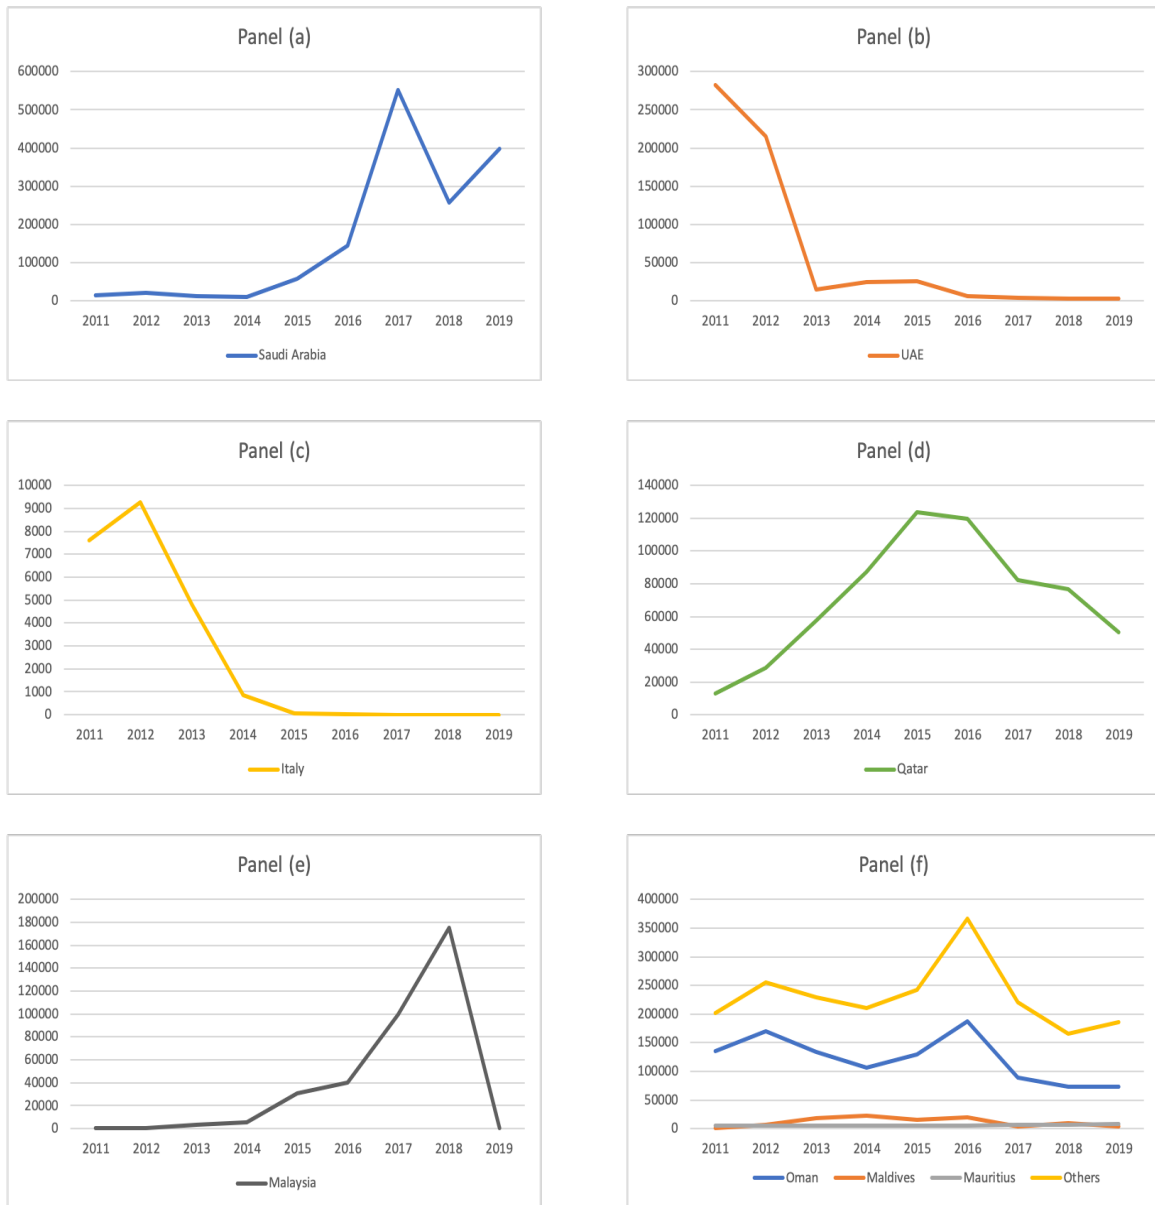 Panel (a)
600000
500000
400000
300000
200000
100000
0
2011 2012 2013 2014 2015 2016 2017 2018 2019
Saudi Arabia
Panel (b)
300000
250000
200000
150000
100000
50000
0
2011 2012 2013 2014 2015 2016 2017 2018 2019
UAE
Panel (c)
10000
9000
8000
7000
6000
5000
4000
3000
2000
1000
0
2011 2012 2013 2014 2015 2016 2017 2018 2019
Italy
Panel (d)
140000
120000
100000
80000
60000
40000
20000
0
2011 2012 2013 2014 2015 2016 2017 2018 2019
Qatar
Panel (e)
200000
180000
160000
140000
120000
100000
80000
60000
40000
20000
0
2011 2012 2013 2014 2015 2016 2017 2018 2019
Malaysia
Panel (f)
400000
350000
300000
250000
200000
150000
100000
50000
0
2011 2012 2013 2014 2015 2016 2017 2018 2019
Oman Maldives Mauritius Others